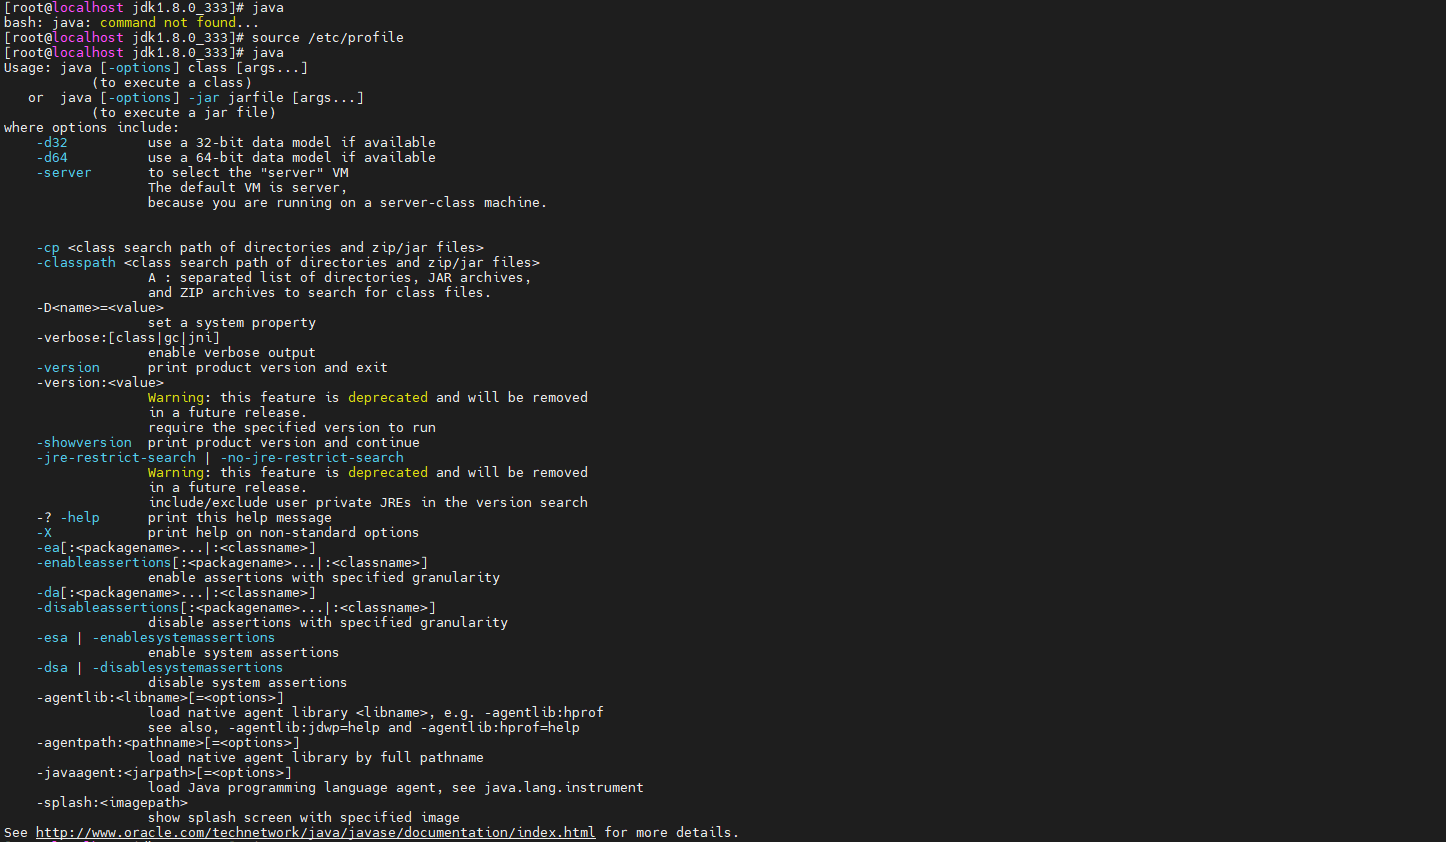 [root@localhost jdk1.8.0_333]# java
bash: java: command not found...
[root@localhost jdk1.8.0_333]# source /etc/profile
[root@localhost jdk1.8.0_333]# java
Usage: java [-options] class [args...]
           (to execute a class)
   or  java [-options] -jar jarfile [args...]
           (to execute a jar file)
where options include:
    -d32          use a 32-bit data model if available
    -d64          use a 64-bit data model if available
    -server       to select the "server" VM
                  The default VM is server,
                  because you are running on a server-class machine.
    -cp <class search path of directories and zip/jar files>
    -classpath <class search path of directories and zip/jar files>
                  A : separated list of directories, JAR archives,
                  and ZIP archives to search for class files.
    -D<name>=<value>
                  set a system property
    -verbose:[class|gc|jni]
                  enable verbose output
    -version      print product version and exit
    -version:<value>
                  Warning: this feature is deprecated and will be removed
                  in a future release.
                  require the specified version to run
    -showversion  print product version and continue
    -jre-restrict-search | -no-jre-restrict-search
                  Warning: this feature is deprecated and will be removed
                  in a future release.
                  include/exclude user private JREs in the version search
    -? -help      print this help message
    -X            print help on non-standard options
    -ea[:<packagename>...|:<classname>]
    -enableassertions[:<packagename>...|:<classname>]
                  enable assertions with specified granularity
    -da[:<packagename>...|:<classname>]
    -disableassertions[:<packagename>...|:<classname>]
                  disable assertions with specified granularity
    -esa | -enablesystemassertions
                  enable system assertions
    -dsa | -disablesystemassertions
                  disable system assertions
    -agentlib:<libname>[=<options>]
                  load native agent library <libname>, e.g. -agentlib:hprof
                  see also, -agentlib:jdwp=help and -agentlib:hprof=help
    -agentpath:<pathname>[=<options>]
                  load native agent library by full pathname
    -javaagent:<jarpath>[=<options>]
                  load Java programming language agent, see java.lang.instrument
    -splash:<imagepath>
                  show splash screen with specified image
See http://www.oracle.com/technetwork/java/javase/documentation/index.html for more details.